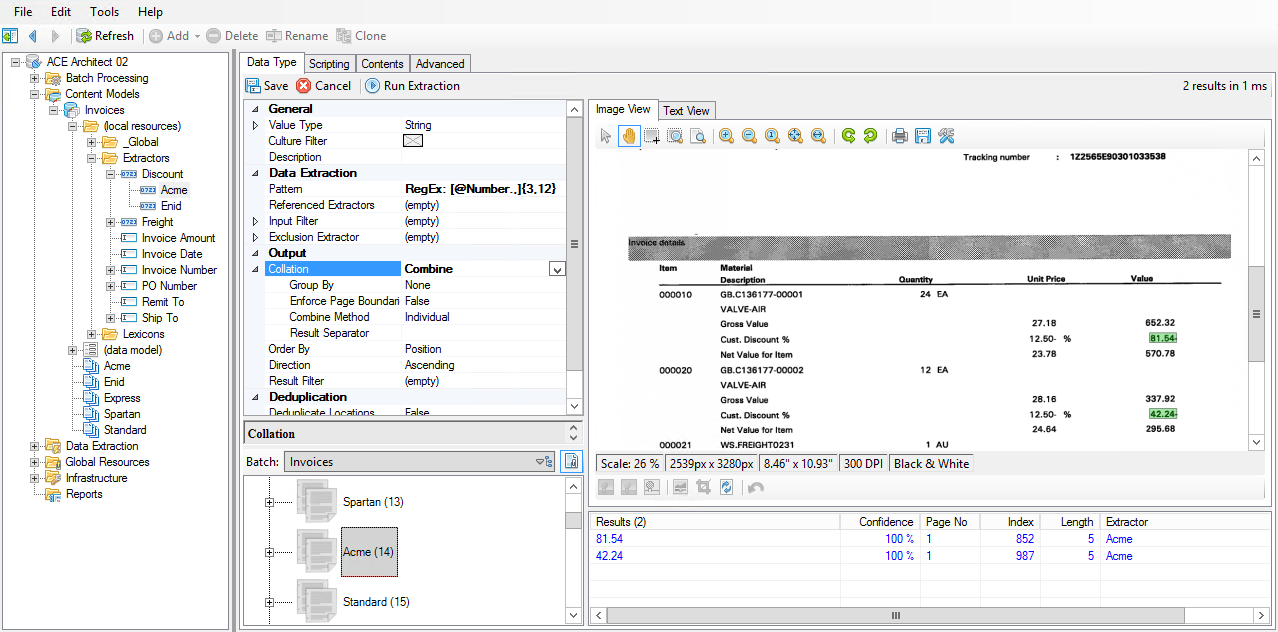 File Edit Tools Help
Refresh Add Delete Rename Clone
ACE Architect 02
Batch Processing
Content Models
Invoices
(local resources)
_Global
Extractors
Discount
Acme
Enid
Freight
Invoice Amount
Invoice Date
Invoice Number
PO Number
Remit To
Ship To
Lexicons
(data model)
Acme
Enid
Express
Spartan
Standard
Data Extraction
Global Resources
Infrastructure
Reports
Data Type Scripting Contents Advanced
Save Cancel Run Extraction 2 results in 1 ms
General
Value Type String
Culture Filter
Description
Data Extraction
Pattern RegEx: [@Number.,]{3,12}
Referenced Extractors (empty)
Input Filter (empty)
Exclusion Extractor (empty)
Output
Collation Combine
Group By None
Enforce Page Boundari False
Combine Method Individual
Result Separator
Order By Position
Direction Ascending
Result Filter (empty)
Deduplication
Deduplicate Locations False
Collation
Batch: Invoices
Spartan (13)
Acme (14)
Standard (15)
Image View Text View
Tracking number : 1Z2565E90301033538
Invoice details
Item Material
Description Quantity Unit Price Value
000010 GB.C136177-00001 24 EA
VALVE-AIR
Gross Value 27.18 652.32
Cust. Discount % 12.50- % 81.54-
Net Value for Item 23.78 570.78
000020 GB.C136177-00002 12 EA
VALVE-AIR
Gross Value 28.16 337.92
Cust. Discount % 12.50- % 42.24-
Net Value for Item 24.64 295.68
000021 WS.FREIGHT0231 1 AU
Scale: 26 % 2539px x 3280px 8.46" x 10.93" 300 DPI Black & White
Results (2) Confidence Page No Index Length Extractor
81.54 100 % 1 852 5 Acme
42.24 100 % 1 987 5 Acme